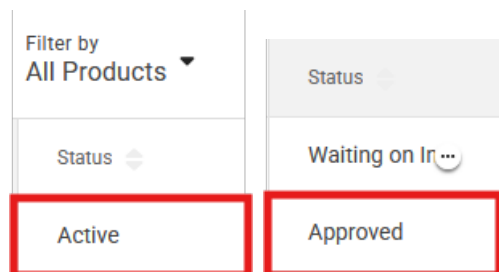 Filter by
All Products
Status
Active
Status
Waiting on In...
Approved